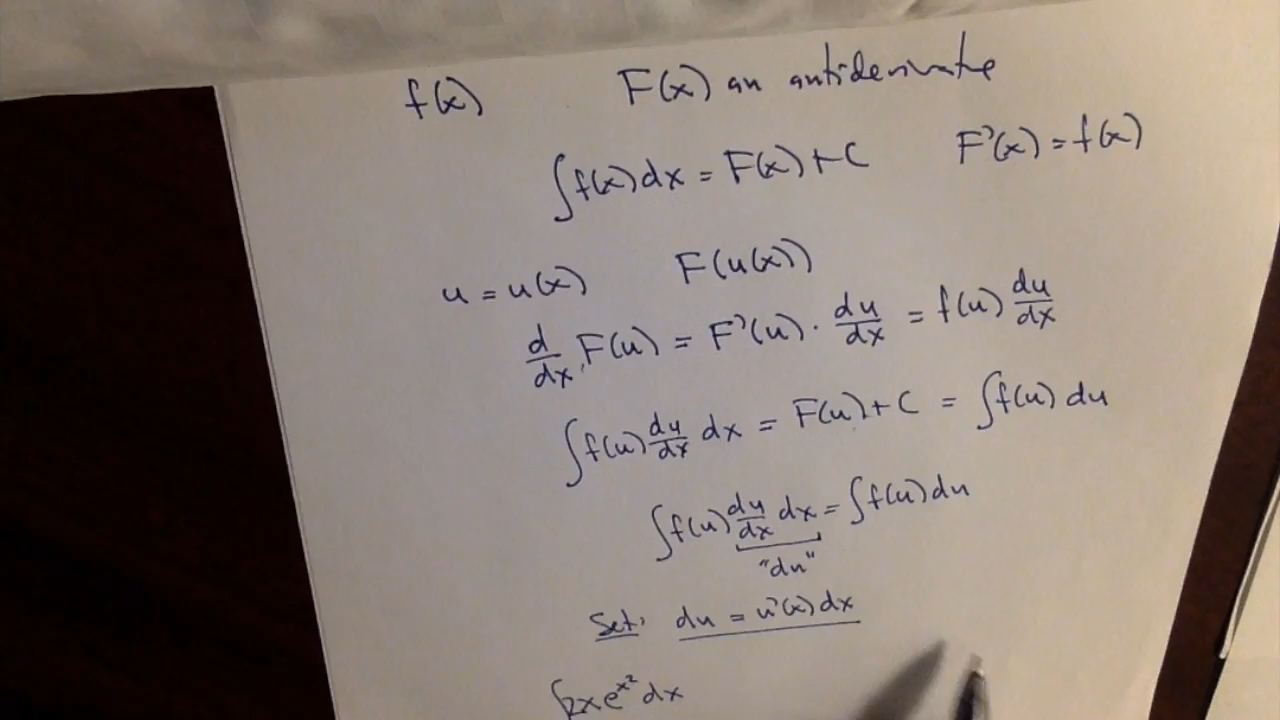 f(x) F(x) an antiderivative
∫f(x)dx = F(x)+C F'(x) = f(x)
u = u(x) F(u(x))
d/dx F(u) = F'(u) · du/dx = f(u) du/dx
∫f(u) du/dx dx = F(u)+C = ∫f(u) du
∫f(u) du/dx dx = ∫f(u) du
"du"
Set: du = u'(x) dx
∫2xe^{x^2} dx